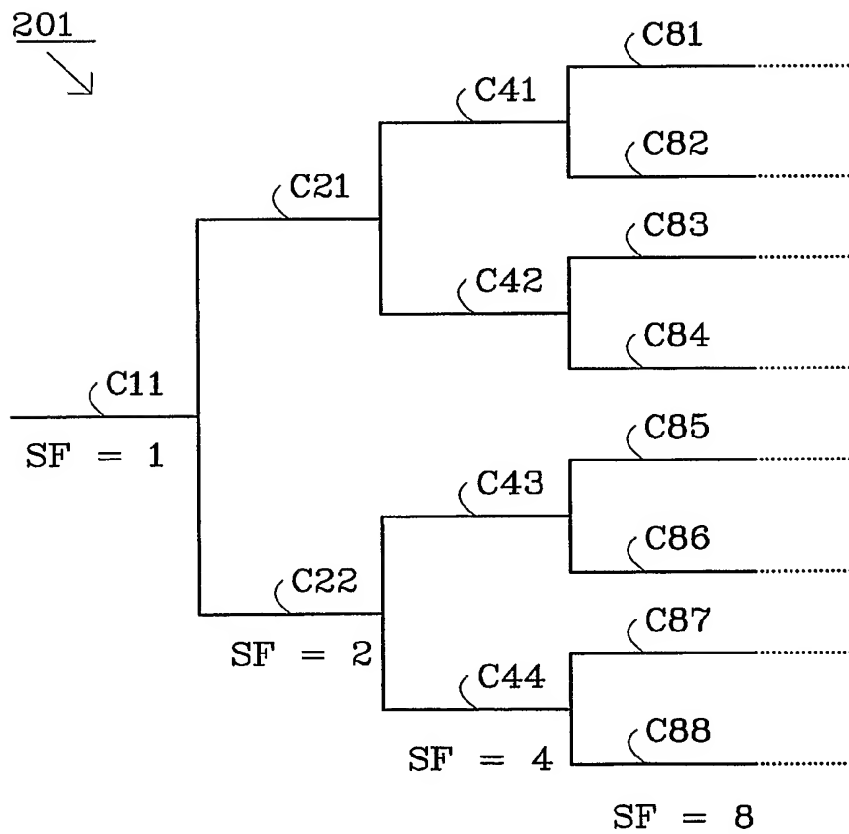 201
C81
C41
C82
C21
C83
C42
C84
C11
SF = 1
C85
C43
C86
C22
SF = 2
C87
C44
C88
SF = 4
SF = 8